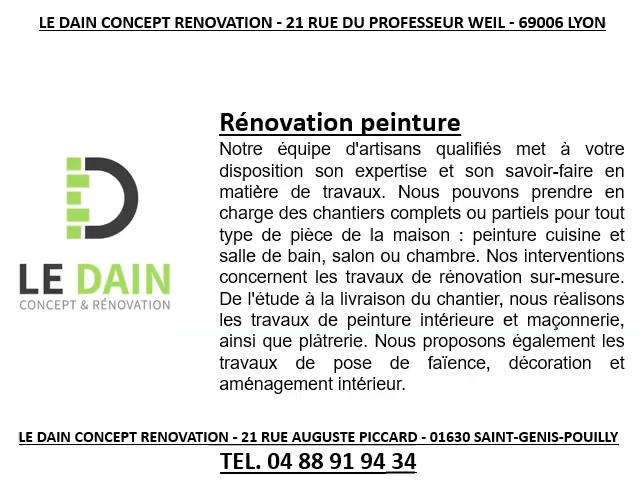 LE DAIN CONCEPT RENOVATION - 21 RUE DU PROFESSEUR WEIL - 69006 LYON
Rénovation peinture
Notre équipe d'artisans qualifiés met à votre
disposition son expertise et son savoir-faire en
matière de travaux. Nous pouvons prendre en
charge des chantiers complets ou partiels pour tout
type de pièce de la maison : peinture cuisine et
salle de bain, salon ou chambre. Nos interventions
concernent les travaux de rénovation sur-mesure.
De l'étude à la livraison du chantier, nous réalisons
les travaux de peinture intérieure et maçonnerie,
ainsi que plâtrerie. Nous proposons également les
travaux de pose de faïence, décoration et
aménagement intérieur.
LE DAIN
CONCEPT & RÉNOVATION
LE DAIN CONCEPT RENOVATION - 21 RUE AUGUSTE PICCARD - 01630 SAINT-GENIS-POUILLY
TEL. 04 88 91 94 34